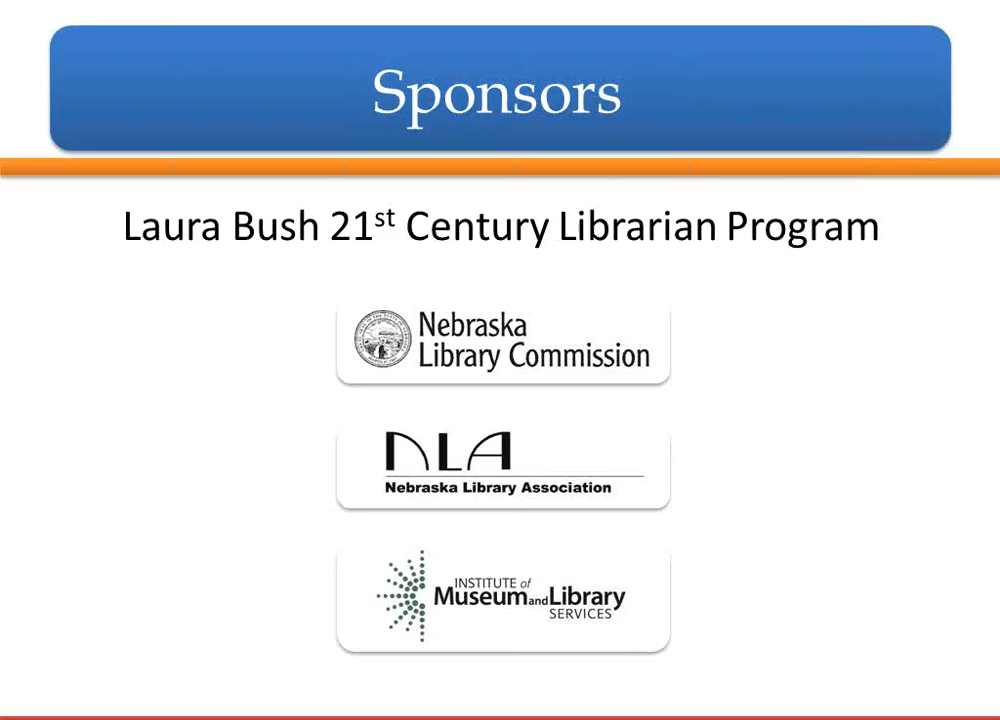 Sponsors
Laura Bush 21st Century Librarian Program
Nebraska
Library Commission
NLA
Nebraska Library Association
INSTITUTE of
Museum and Library
SERVICES